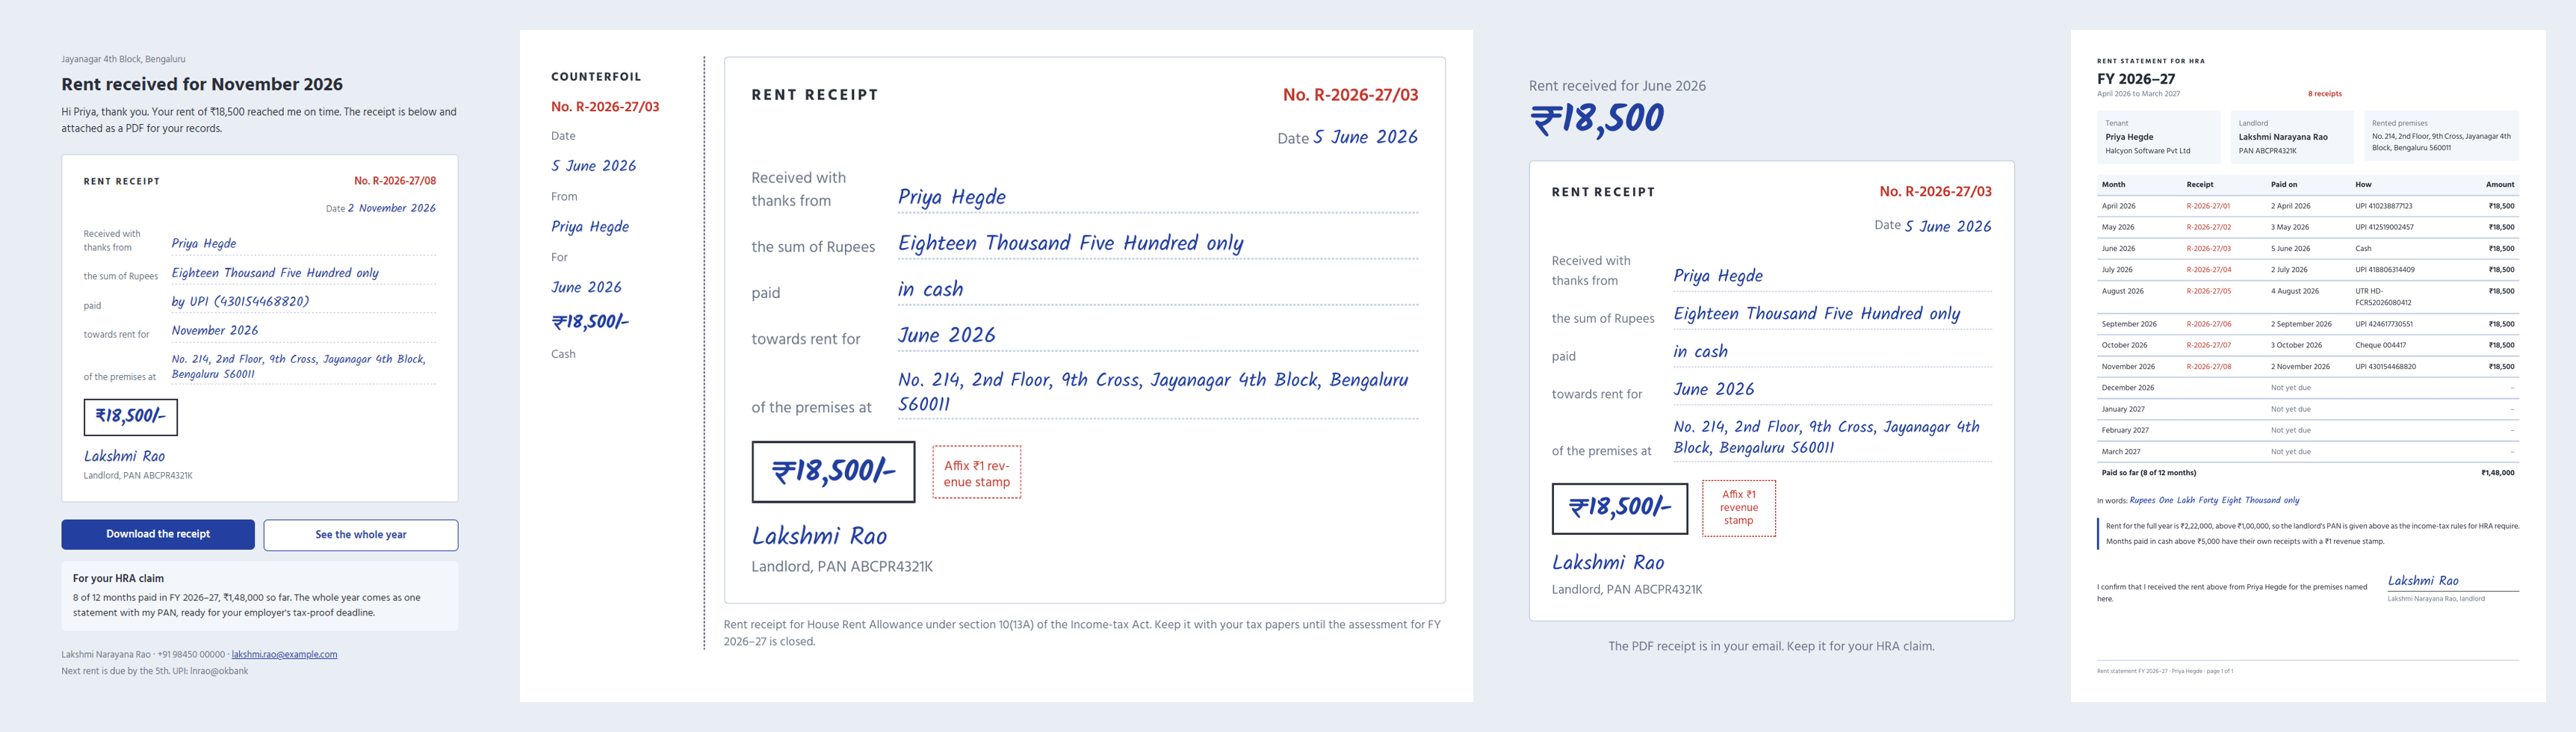 Jayanagar 4th Block, Bengaluru
Rent received for November 2026
Hi Priya, thank you. Your rent of ₹18,500 reached me on time. The receipt is below and
attached as a PDF for your records.
RENT RECEIPT
No. R-2026-27/08
Date 2 November 2026
Received with
thanks from Priya Hegde
the sum of Rupees Eighteen Thousand Five Hundred only
paid by UPI (430154468820)
towards rent for November 2026
No. 214, 2nd Floor, 9th Cross, Jayanagar 4th Block,
of the premises at Bengaluru 560011
₹18,500/-
Lakshmi Rao
Landlord, PAN ABCPR4321K
Download the receipt
See the whole year
For your HRA claim
8 of 12 months paid in FY 2026–27, ₹1,48,000 so far. The whole year comes as one
statement with my PAN, ready for your employer's tax-proof deadline.
Lakshmi Narayana Rao · +91 98450 00000 · lakshmi.rao@example.com
Next rent is due by the 5th. UPI: lnrao@okbank
COUNTERFOIL
No. R-2026-27/03
Date
5 June 2026
From
Priya Hegde
For
June 2026
₹18,500/-
Cash
RENT RECEIPT
No. R-2026-27/03
Date 5 June 2026
Received with
thanks from Priya Hegde
the sum of Rupees Eighteen Thousand Five Hundred only
paid in cash
towards rent for June 2026
No. 214, 2nd Floor, 9th Cross, Jayanagar 4th Block, Bengaluru
of the premises at 560011
₹18,500/-
Affix ₹1 rev-
enue stamp
Lakshmi Rao
Landlord, PAN ABCPR4321K
Rent receipt for House Rent Allowance under section 10(13A) of the Income-tax Act. Keep it with your tax papers until the assessment for FY
2026–27 is closed.
Rent received for June 2026
₹18,500
RENT RECEIPT
No. R-2026-27/03
Date 5 June 2026
Received with
thanks from Priya Hegde
the sum of Rupees Eighteen Thousand Five Hundred only
paid in cash
towards rent for June 2026
No. 214, 2nd Floor, 9th Cross, Jayanagar 4th
of the premises at Block, Bengaluru 560011
₹18,500/-
Affix ₹1
revenue
stamp
Lakshmi Rao
Landlord, PAN ABCPR4321K
The PDF receipt is in your email. Keep it for your HRA claim.
RENT STATEMENT FOR HRA
FY 2026–27
April 2026 to March 2027
8 receipts
Tenant
Priya Hegde
Halcyon Software Pvt Ltd
Landlord
Lakshmi Narayana Rao
PAN ABCPR4321K
Rented premises
No. 214, 2nd Floor, 9th Cross, Jayanagar 4th
Block, Bengaluru 560011
Month Receipt Paid on How Amount
April 2026 R-2026-27/01 2 April 2026 UPI 410238877123 ₹18,500
May 2026 R-2026-27/02 3 May 2026 UPI 412519002457 ₹18,500
June 2026 R-2026-27/03 5 June 2026 Cash ₹18,500
July 2026 R-2026-27/04 2 July 2026 UPI 418806314409 ₹18,500
August 2026 R-2026-27/05 4 August 2026 UTR HD- ₹18,500
FCR52026080412
September 2026 R-2026-27/06 2 September 2026 UPI 424617730551 ₹18,500
October 2026 R-2026-27/07 3 October 2026 Cheque 004417 ₹18,500
November 2026 R-2026-27/08 2 November 2026 UPI 430154468820 ₹18,500
December 2026 Not yet due –
January 2027 Not yet due –
February 2027 Not yet due –
March 2027 Not yet due –
Paid so far (8 of 12 months) ₹1,48,000
In words: Rupees One Lakh Forty Eight Thousand only
Rent for the full year is ₹2,22,000, above ₹1,00,000, so the landlord's PAN is given above as the income-tax rules for HRA require.
Months paid in cash above ₹5,000 have their own receipts with a ₹1 revenue stamp.
I confirm that I received the rent above from Priya Hegde for the premises named
here.
Lakshmi Rao
Lakshmi Narayana Rao, landlord
Rent statement FY 2026–27 · Priya Hegde · page 1 of 1